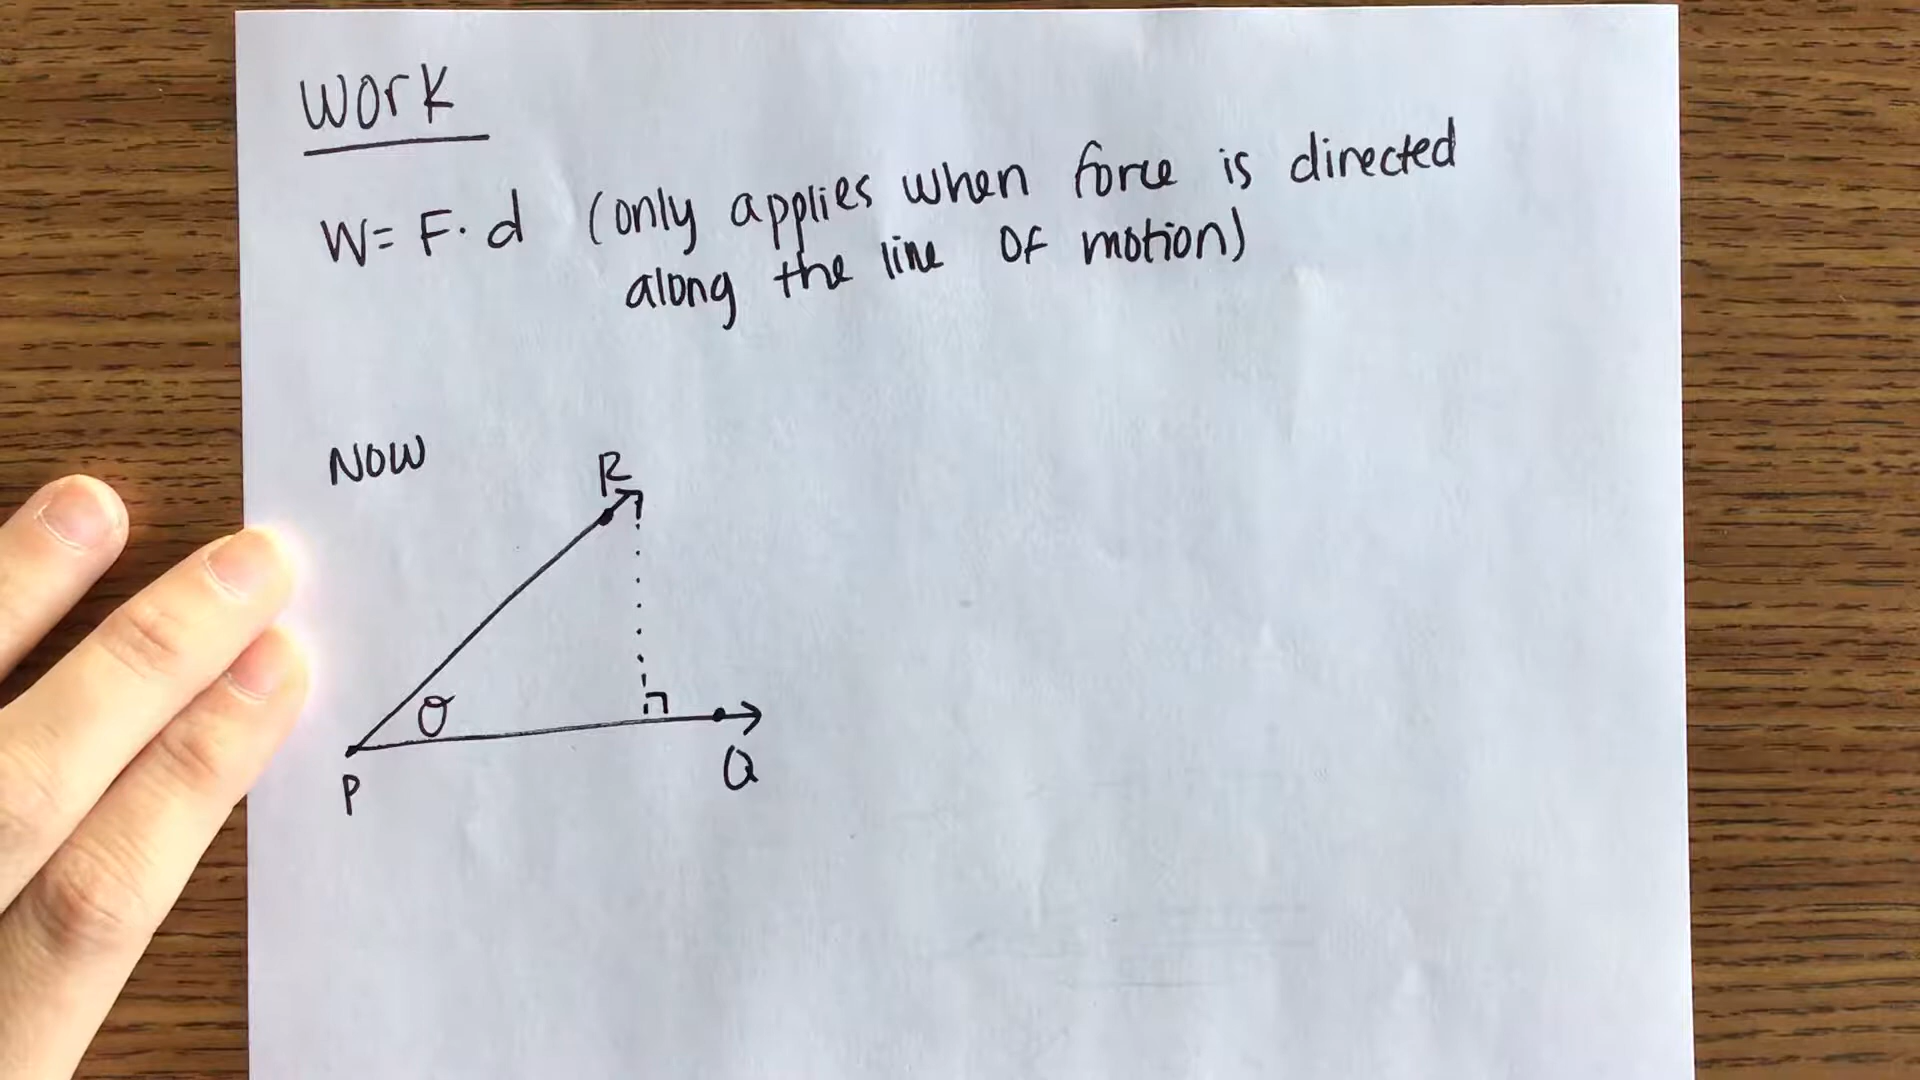 Work
W = F · d (only applies when force is directed
along the line of motion)
NOW
R
θ
P
Q